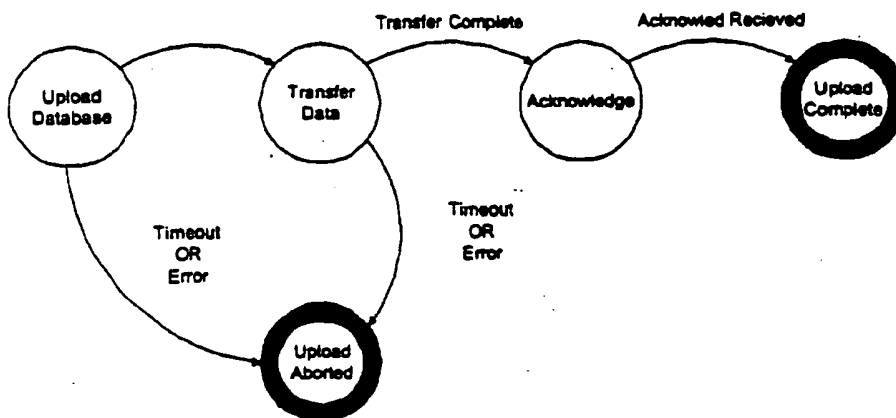 Transfer Complete
Acknowled Recieved
Upload
Database
Transfer
Data
Acknowledge
Upload
Complete
Timeout
OR
Error
Timeout
OR
Error
Upload
Aborted